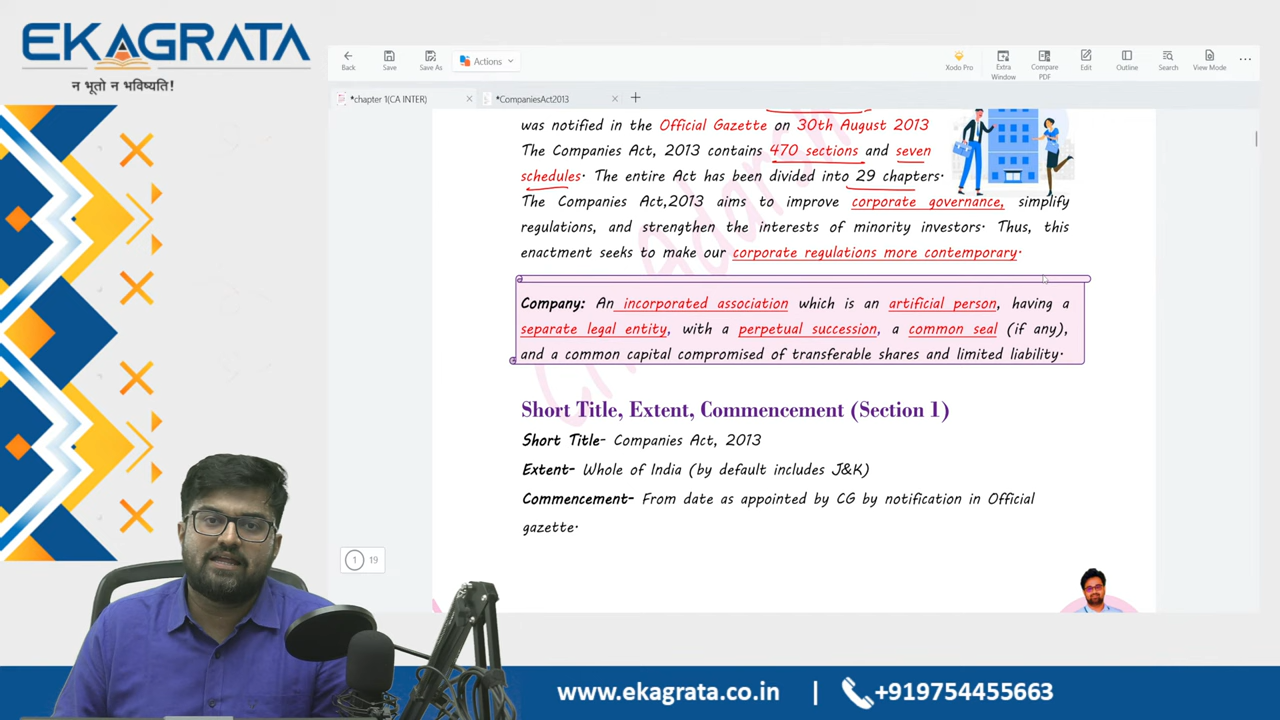 EKAGRATA
न भूतो न भविष्यति!
Back
Save
Save As
Actions
Xodo Pro
Extra Window
Compare PDF
Edit
Outline
Search
View Mode
*chapter 1(CA INTER)
*CompaniesAct2013
was notified in the Official Gazette on 30th August 2013
The Companies Act, 2013 contains 470 sections and seven
schedules. The entire Act has been divided into 29 chapters.
The Companies Act,2013 aims to improve corporate governance, simplify
regulations, and strengthen the interests of minority investors. Thus, this
enactment seeks to make our corporate regulations more contemporary.
Company: An incorporated association which is an artificial person, having a
separate legal entity, with a perpetual succession, a common seal (if any),
and a common capital compromised of transferable shares and limited liability.
Short Title, Extent, Commencement (Section 1)
Short Title- Companies Act, 2013
Extent- Whole of India (by default includes J&K)
Commencement- From date as appointed by CG by notification in Official
gazette.
1 19
www.ekagrata.co.in | +919754455663